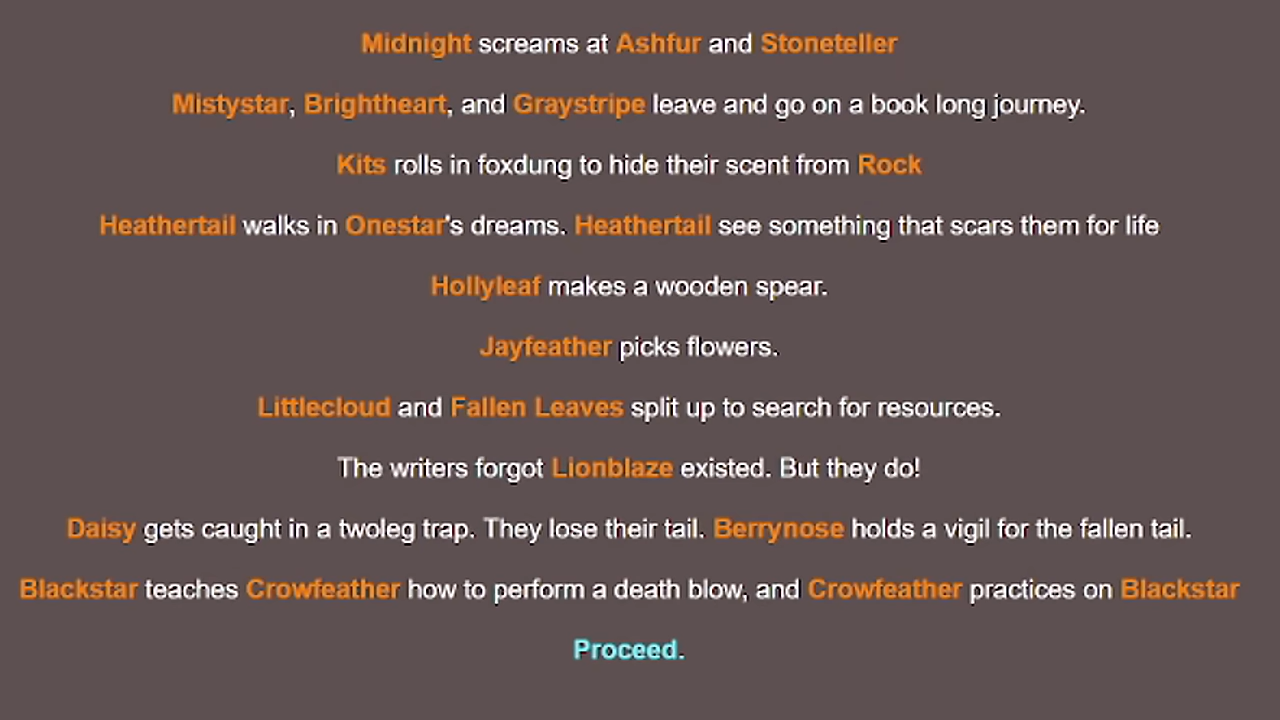 Midnight screams at Ashfur and Stoneteller
Mistystar, Brightheart, and Graystripe leave and go on a book long journey.
Kits rolls in foxdung to hide their scent from Rock
Heathertail walks in Onestar's dreams. Heathertail see something that scars them for life
Hollyleaf makes a wooden spear.
Jayfeather picks flowers.
Littlecloud and Fallen Leaves split up to search for resources.
The writers forgot Lionblaze existed. But they do!
Daisy gets caught in a twoleg trap. They lose their tail. Berrynose holds a vigil for the fallen tail.
Blackstar teaches Crowfeather how to perform a death blow, and Crowfeather practices on Blackstar
Proceed.